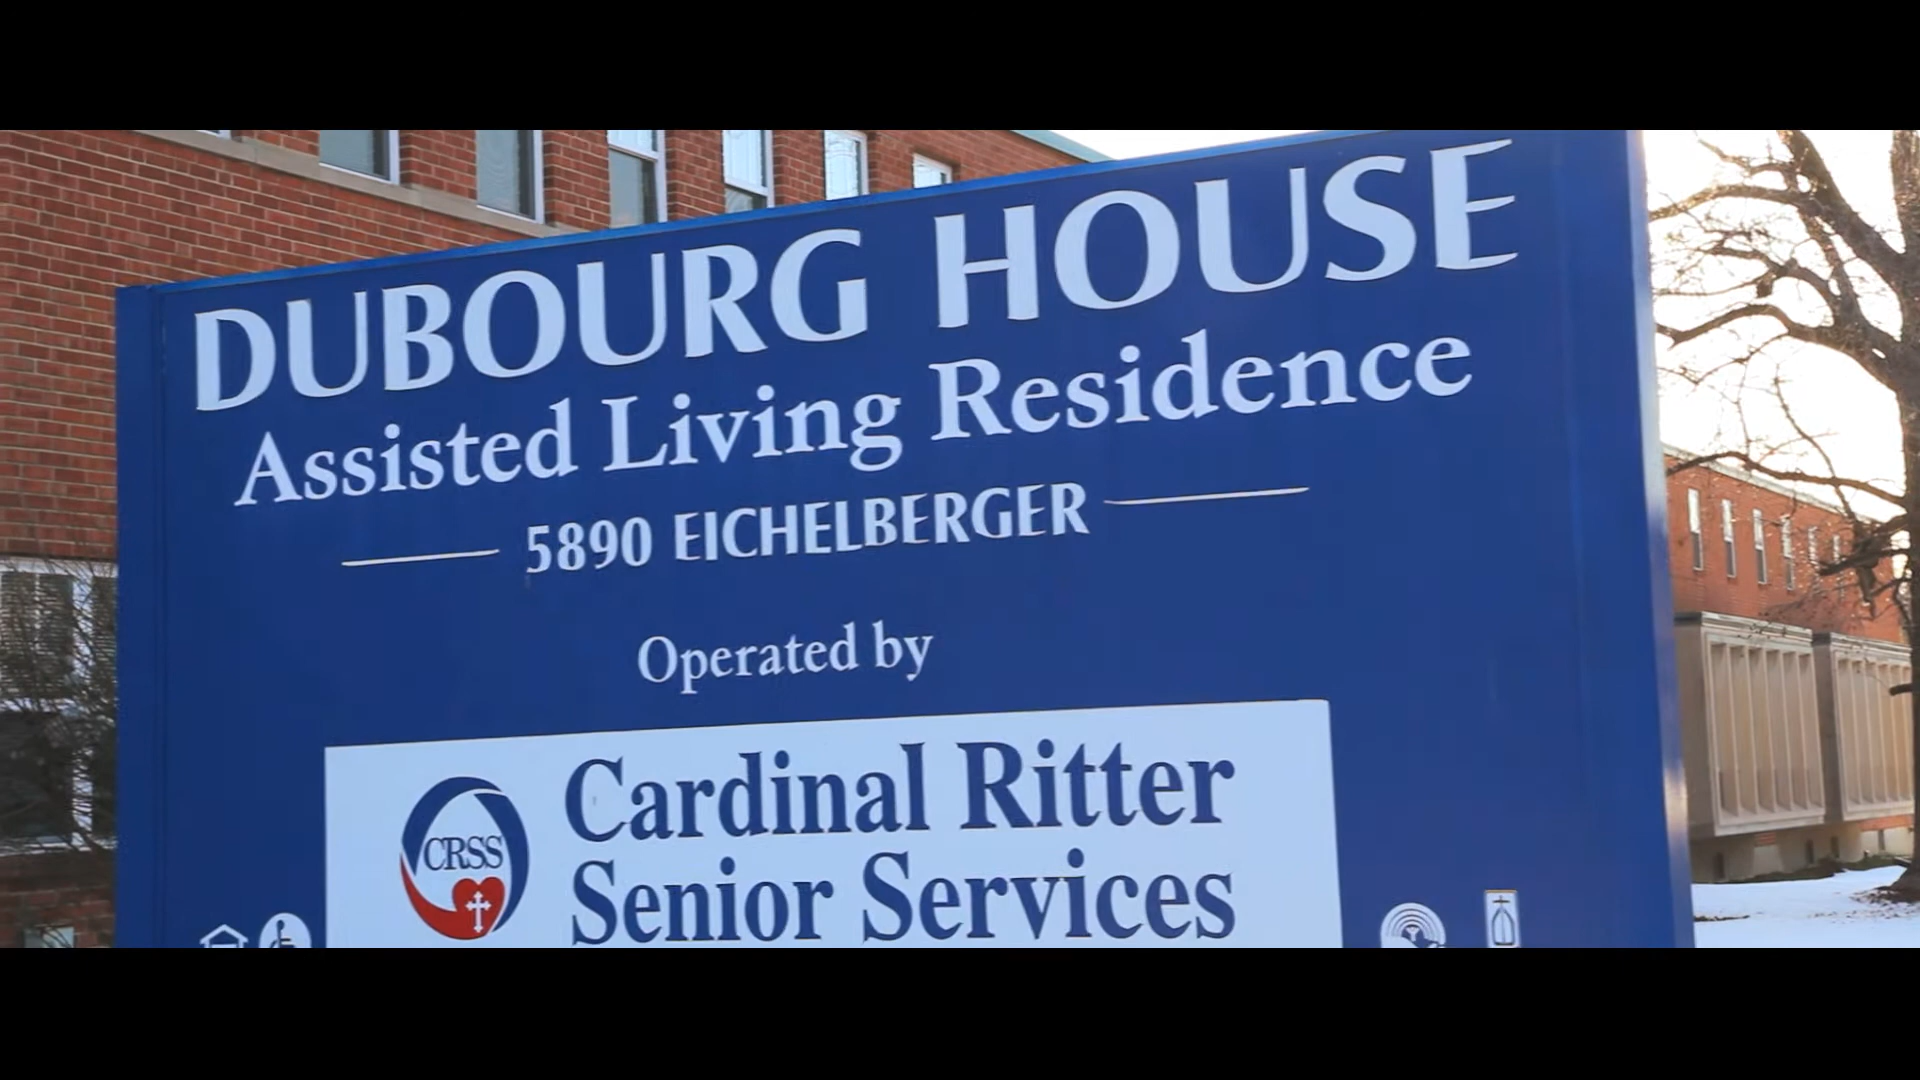 DUBOURG HOUSE
Assisted Living Residence
5890 EICHELBERGER
Operated by
CRSS
Cardinal Ritter
Senior Services